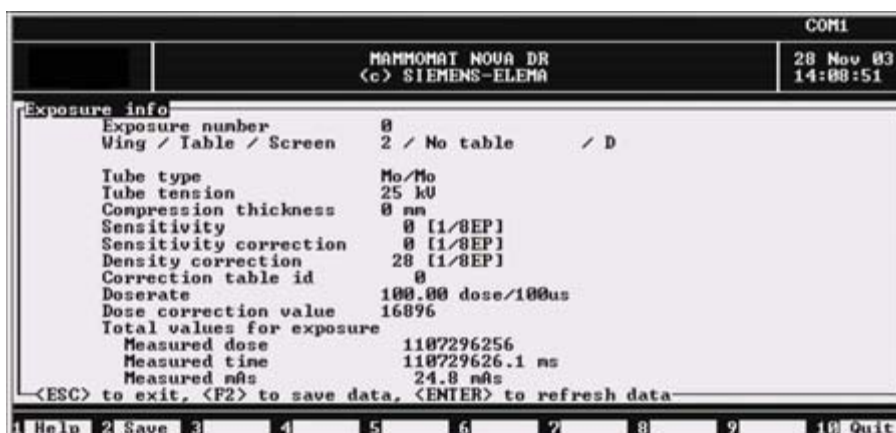 COM1
MAMMOMAT NOVA DR
(c) SIEMENS-ELEMA
28 Nov 03
14:08:51
Exposure info
Exposure number 0
Wing / Table / Screen 2 / No table / D
Tube type Mo/Mo
Tube tension 25 kV
Compression thickness 0 mm
Sensitivity 0 [1/8EP]
Sensitivity correction 0 [1/8EP]
Density correction 28 [1/8EP]
Correction table id 0
Doserate 100.00 dose/100us
Dose correction value 16896
Total values for exposure
Measured dose 1107296256
Measured time 110729626.1 ms
Measured mAs 24.8 mAs
<ESC> to exit, <F2> to save data, <ENTER> to refresh data
1 Help 2 Save 3 4 5 6 7 8 9 10 Quit